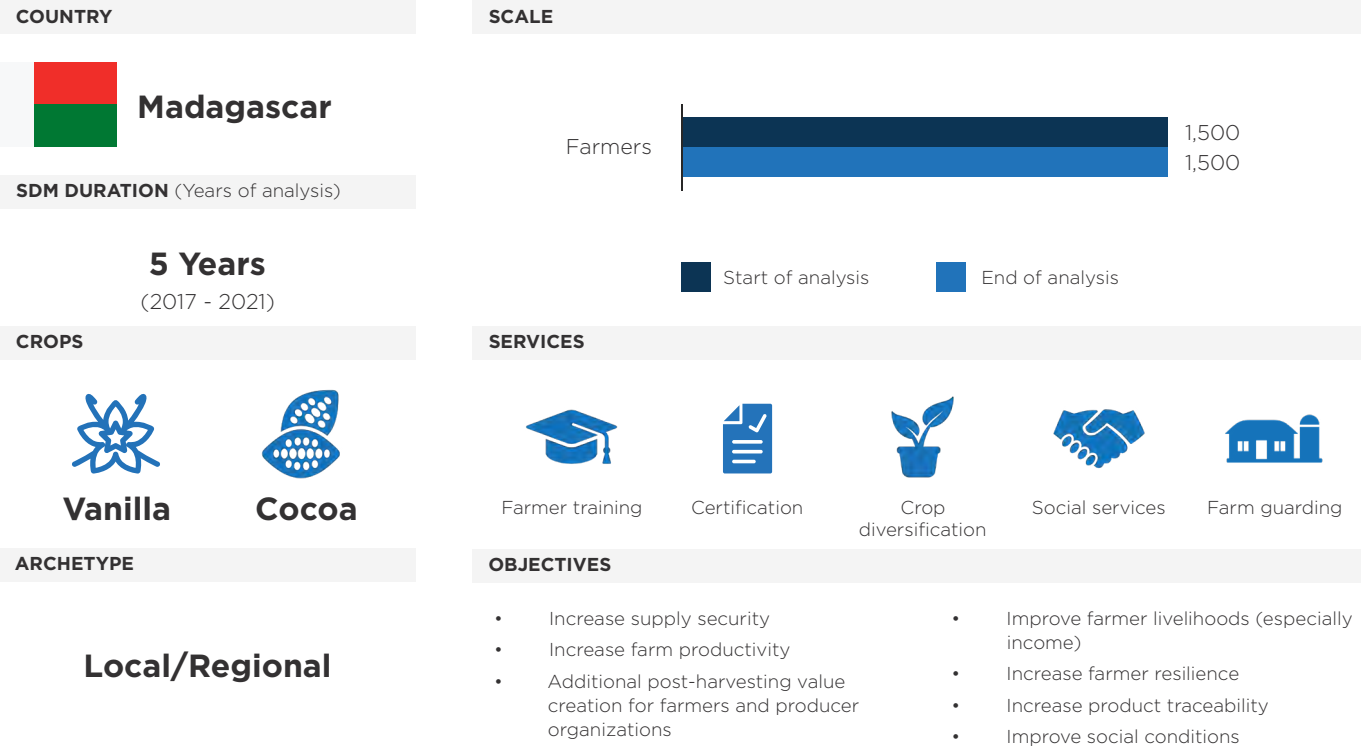 COUNTRY
Madagascar
SDM DURATION (Years of analysis)
5 Years
(2017 - 2021)
CROPS
Vanilla
Cocoa
ARCHETYPE
Local/Regional
SCALE
Farmers
1,500
1,500
Start of analysis
End of analysis
SERVICES
Farmer training
Certification
Crop
diversification
Social services
Farm guarding
OBJECTIVES
• Increase supply security
• Increase farm productivity
• Additional post-harvesting value
creation for farmers and producer
organizations
• Improve farmer livelihoods (especially
income)
• Increase farmer resilience
• Increase product traceability
• Improve social conditions